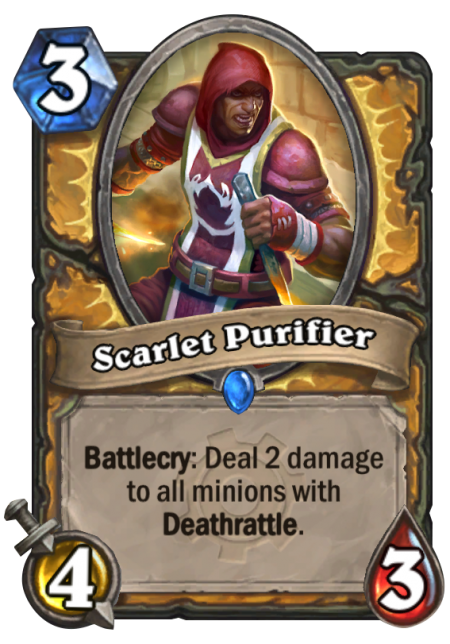 3
Scarlet Purifier
Battlecry: Deal 2 damage
to all minions with
Deathrattle.
4
3